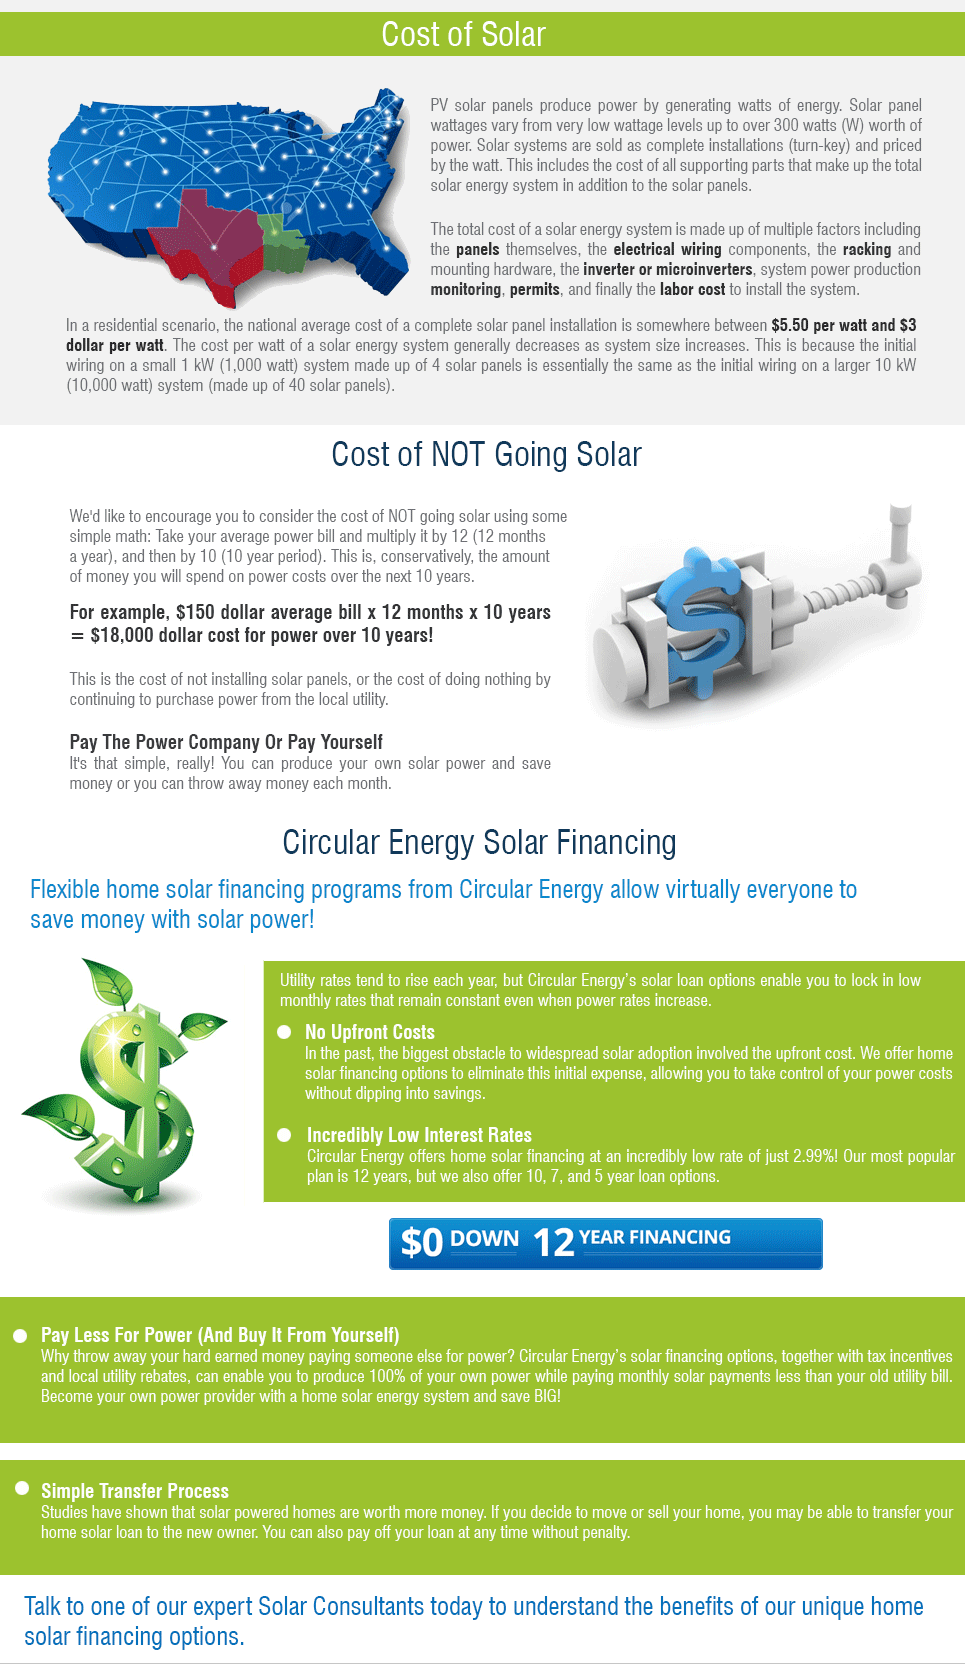 Cost of Solar
PV solar panels produce power by generating watts of energy. Solar panel
wattages vary from very low wattage levels up to over 300 watts (W) worth of
power. Solar systems are sold as complete installations (turn-key) and priced
by the watt. This includes the cost of all supporting parts that make up the total
solar energy system in addition to the solar panels.
The total cost of a solar energy system is made up of multiple factors including
the panels themselves, the electrical wiring components, the racking and
mounting hardware, the inverter or microinverters, system power production
monitoring, permits, and finally the labor cost to install the system.
In a residential scenario, the national average cost of a complete solar panel installation is somewhere between $5.50 per watt and $3
dollar per watt. The cost per watt of a solar energy system generally decreases as system size increases. This is because the initial
wiring on a small 1 kW (1,000 watt) system made up of 4 solar panels is essentially the same as the initial wiring on a larger 10 kW
(10,000 watt) system (made up of 40 solar panels).
Cost of NOT Going Solar
We'd like to encourage you to consider the cost of NOT going solar using some
simple math: Take your average power bill and multiply it by 12 (12 months
a year), and then by 10 (10 year period). This is, conservatively, the amount
of money you will spend on power costs over the next 10 years.
For example, $150 dollar average bill x 12 months x 10 years
= $18,000 dollar cost for power over 10 years!
This is the cost of not installing solar panels, or the cost of doing nothing by
continuing to purchase power from the local utility.
Pay The Power Company Or Pay Yourself
It's that simple, really! You can produce your own solar power and save
money or you can throw away money each month.
Circular Energy Solar Financing
Flexible home solar financing programs from Circular Energy allow virtually everyone to
save money with solar power!
Utility rates tend to rise each year, but Circular Energy's solar loan options enable you to lock in low
monthly rates that remain constant even when power rates increase.
No Upfront Costs
In the past, the biggest obstacle to widespread solar adoption involved the upfront cost. We offer home
solar financing options to eliminate this initial expense, allowing you to take control of your power costs
without dipping into savings.
Incredibly Low Interest Rates
Circular Energy offers home solar financing at an incredibly low rate of just 2.99%! Our most popular
plan is 12 years, but we also offer 10, 7, and 5 year loan options.
$0 DOWN 12 YEAR FINANCING
Pay Less For Power (And Buy It From Yourself)
Why throw away your hard earned money paying someone else for power? Circular Energy's solar financing options, together with tax incentives
and local utility rebates, can enable you to produce 100% of your own power while paying monthly solar payments less than your old utility bill.
Become your own power provider with a home solar energy system and save BIG!
Simple Transfer Process
Studies have shown that solar powered homes are worth more money. If you decide to move or sell your home, you may be able to transfer your
home solar loan to the new owner. You can also pay off your loan at any time without penalty.
Talk to one of our expert Solar Consultants today to understand the benefits of our unique home
solar financing options.